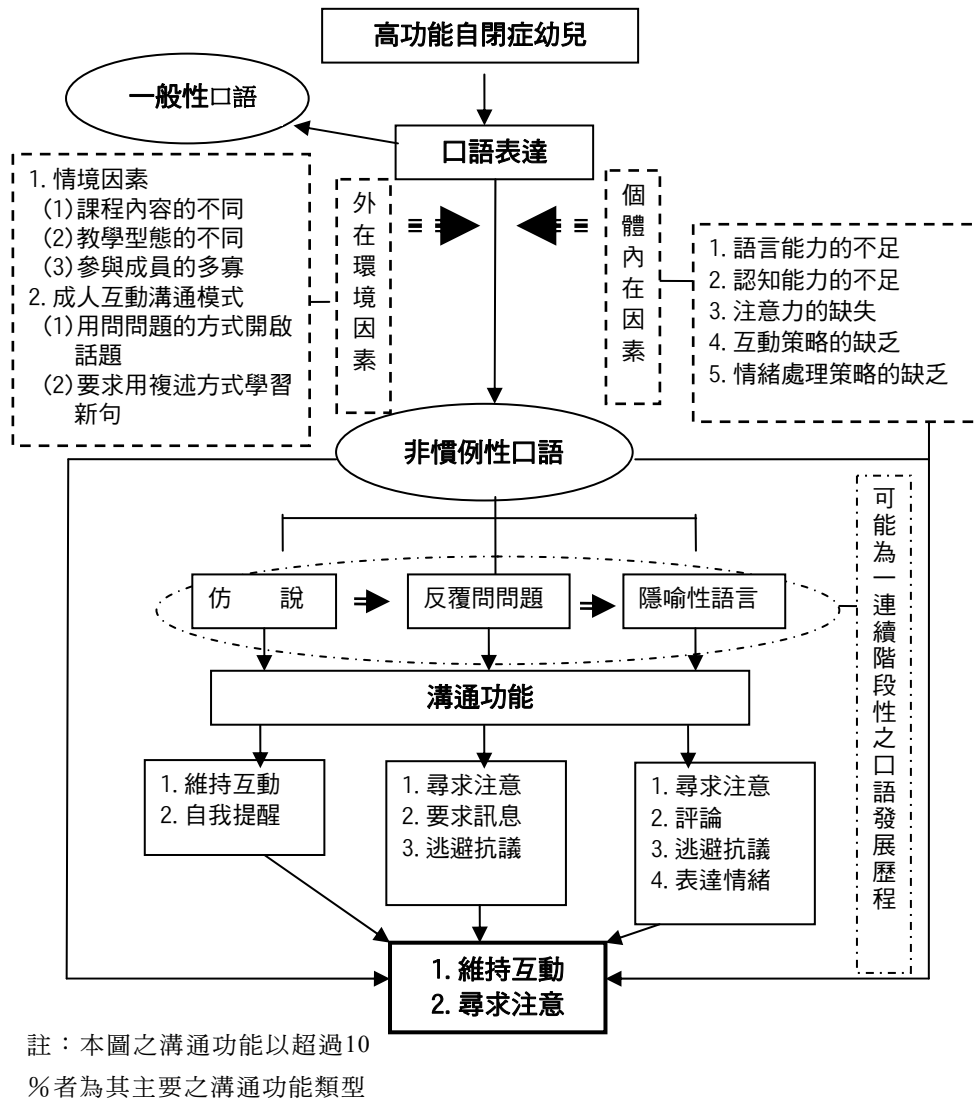 高功能自閉症幼兒
一般性口語
口語表達
1. 情境因素
(1)課程內容的不同
(2)教學型態的不同
(3)參與成員的多寡
2. 成人互動溝通模式
(1)用問問題的方式開啟
話題
(2)要求用複述方式學習
新句
外在環境因素
個體內在因素
1. 語言能力的不足
2. 認知能力的不足
3. 注意力的缺失
4. 互動策略的缺乏
5. 情緒處理策略的缺乏
非慣例性口語
仿 說
反覆問問題
隱喻性語言
可能為一連續階段性之口語發展歷程
溝通功能
1. 維持互動
2. 自我提醒
1. 尋求注意
2. 要求訊息
3. 逃避抗議
1. 尋求注意
2. 評論
3. 逃避抗議
4. 表達情緒
1. 維持互動
2. 尋求注意
註：本圖之溝通功能以超過10
％者為其主要之溝通功能類型